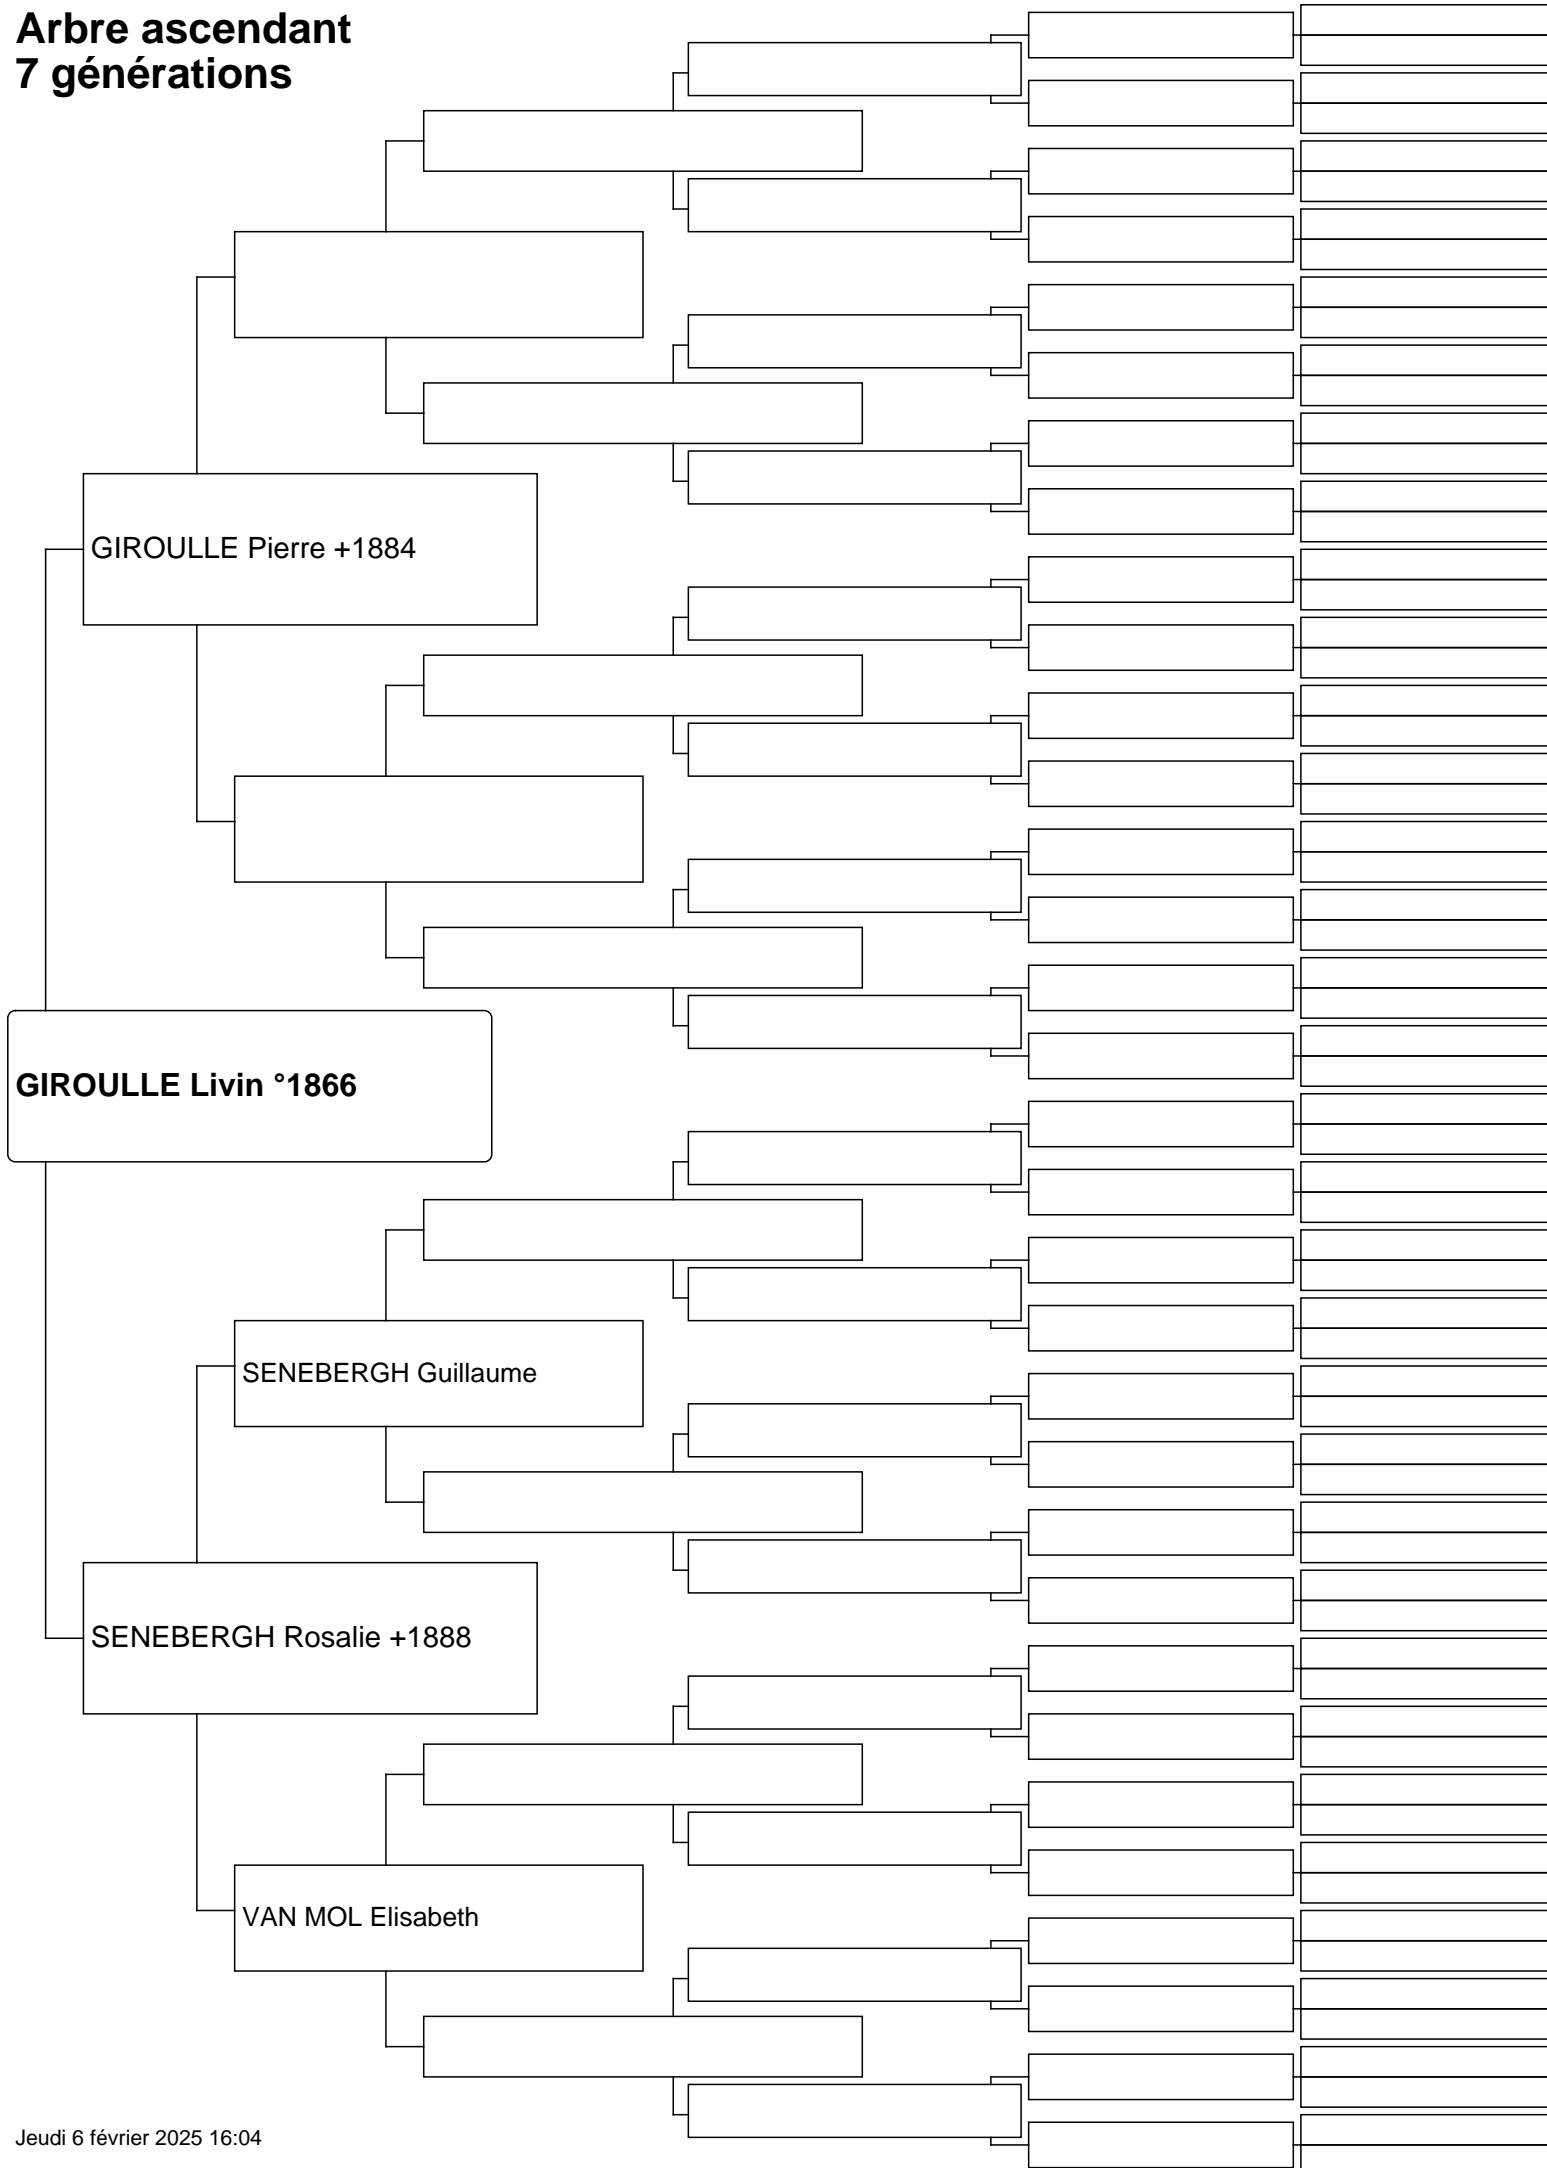 Arbre ascendant
7 générations
GIROULLE Pierre +1884
GIROULLE Livin °1866
SENEBERGH Guillaume
SENEBERGH Rosalie +1888
VAN MOL Elisabeth
Jeudi 6 février 2025 16:04